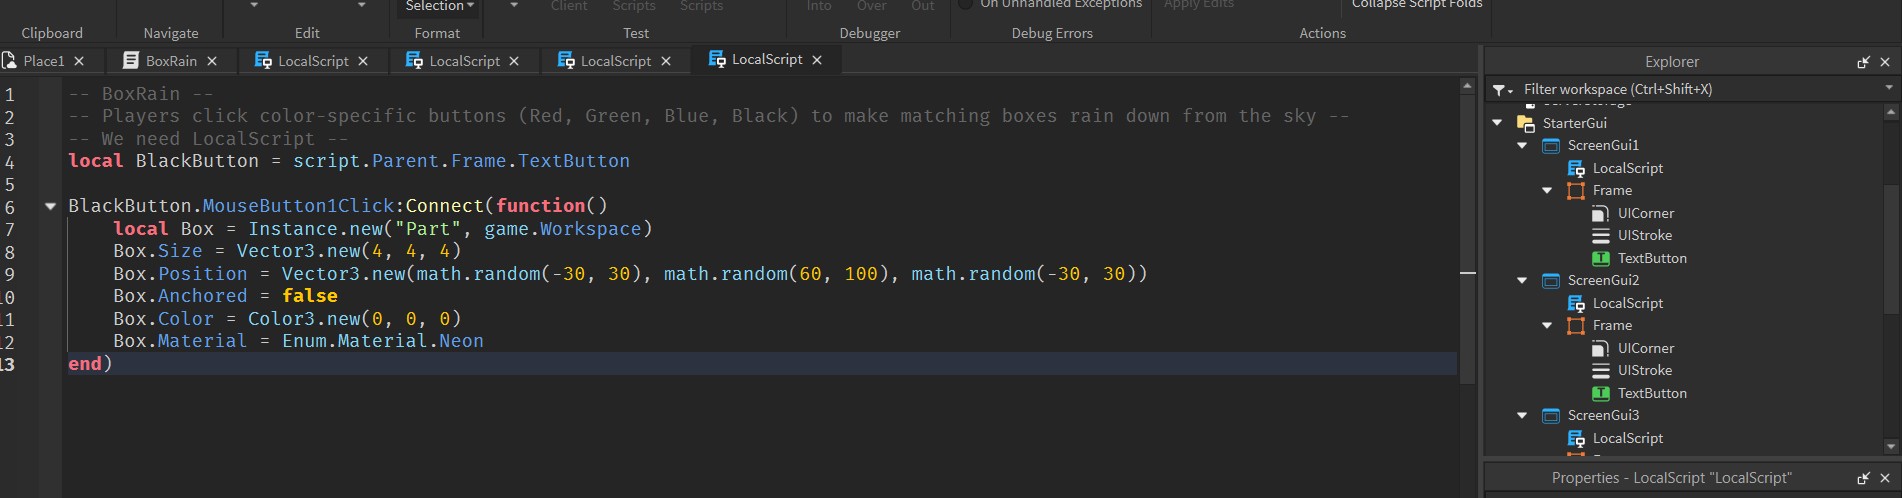 Selection
Client Scripts Scripts
Into Over Out
On Unhandled Exceptions
Apply Edits
Collapse Script Folds
Clipboard Navigate Edit Format Test Debugger Debug Errors Actions
Place1 BoxRain LocalScript LocalScript LocalScript LocalScript
1 -- BoxRain --
2 -- Players click color-specific buttons (Red, Green, Blue, Black) to make matching boxes rain down from the sky --
3 -- We need LocalScript --
4 local BlackButton = script.Parent.Frame.TextButton
5
6 BlackButton.MouseButton1Click:Connect(function()
7 local Box = Instance.new("Part", game.Workspace)
8 Box.Size = Vector3.new(4, 4, 4)
9 Box.Position = Vector3.new(math.random(-30, 30), math.random(60, 100), math.random(-30, 30))
10 Box.Anchored = false
11 Box.Color = Color3.new(0, 0, 0)
12 Box.Material = Enum.Material.Neon
13 end)
Explorer
Filter workspace (Ctrl+Shift+X)
ServerStorage
StarterGui
ScreenGui1
LocalScript
Frame
UICorner
UIStroke
TextButton
ScreenGui2
LocalScript
Frame
UICorner
UIStroke
TextButton
ScreenGui3
LocalScript
Properties - LocalScript "LocalScript"